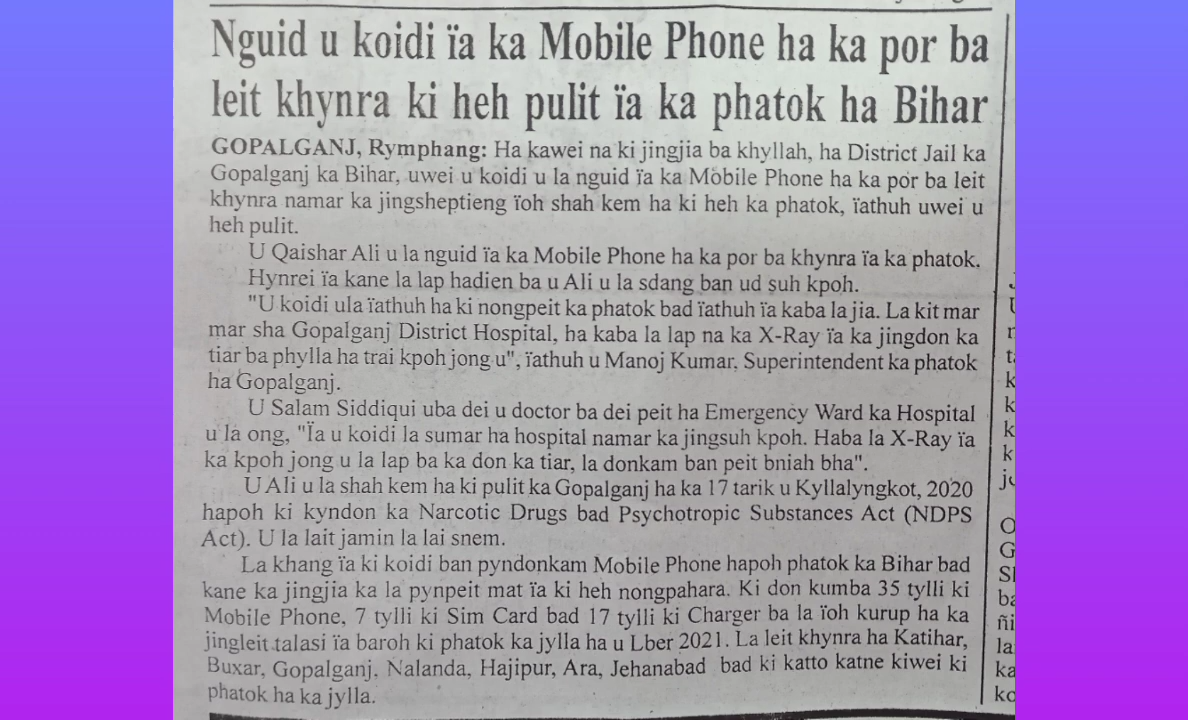 Nguid u koidi ïa ka Mobile Phone ha ka por ba
leit khynra ki heh pulit ïa ka phatok ha Bihar
GOPALGANJ, Rymphang: Ha kawei na ki jingjia ba khyllah, ha District Jail ka
Gopalganj ka Bihar, uwei u koidi u la nguid ïa ka Mobile Phone ha ka por ba leit
khynra namar ka jingsheptieng ïoh shah kem ha ki heh ka phatok, ïathuh uwei u
heh pulit.
U Qaishar Ali u la nguid ïa ka Mobile Phone ha ka por ba khynra ïa ka phatok.
Hynrei ïa kane la lap hadien ba u Ali u la sdang ban ud suh kpoh.
"U koidi ula ïathuh ha ki nongpeit ka phatok bad ïathuh ïa kaba la jia. La kit mar
mar sha Gopalganj District Hospital, ha kaba la lap na ka X-Ray ïa ka jingdon ka
tiar ba phylla ha trai kpoh jong u", ïathuh u Manoj Kumar, Superintendent ka phatok
ha Gopalganj.
U Salam Siddiqui uba dei u doctor ba dei peit ha Emergency Ward ka Hospital
u la ong, "Ïa u koidi la sumar ha hospital namar ka jingsuh kpoh. Haba la X-Ray ïa
ka kpoh jong u la lap ba ka don ka tiar, la donkam ban peit bniah bha".
U Ali u la shah kem ha ki pulit ka Gopalganj ha ka 17 tarik u Kyllalyngkot, 2020
hapoh ki kyndon ka Narcotic Drugs bad Psychotropic Substances Act (NDPS
Act). U la lait jamin la lai snem.
La khang ïa ki koidi ban pyndonkam Mobile Phone hapoh phatok ka Bihar bad
kane ka jingjia ka la pynpeit mat ïa ki heh nongpahara. Ki don kumba 35 tylli ki
Mobile Phone, 7 tylli ki Sim Card bad 17 tylli ki Charger ba la ïoh kurup ha ka
jingleit talasi ïa baroh ki phatok ka jylla ha u Lber 2021. La leit khynra ha Katihar,
Buxar, Gopalganj, Nalanda, Hajipur, Ara, Jehanabad bad ki katto katne kiwei ki
phatok ha ka jylla.